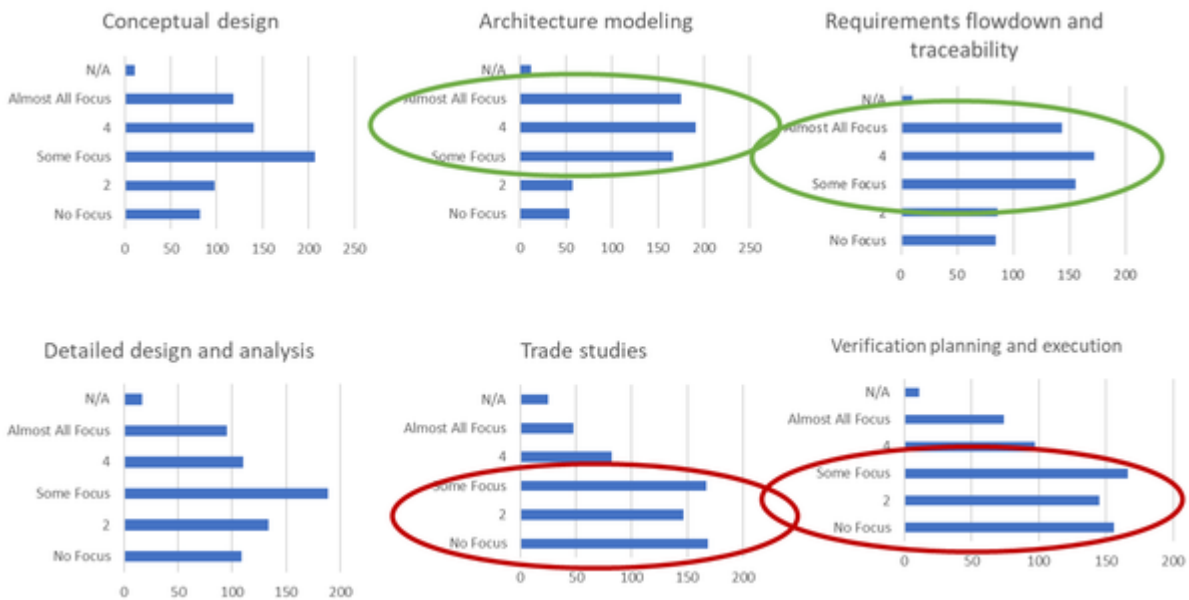 Conceptual design
N/A
Almost All Focus
4
Some Focus
2
No Focus
0 50 100 150 200 250
Architecture modeling
N/A
Almost All Focus
4
Some Focus
2
No Focus
0 50 100 150 200 250
Requirements flowdown and
traceability
N/A
Almost All Focus
4
Some Focus
2
No Focus
0 50 100 150 200
Detailed design and analysis
N/A
Almost All Focus
4
Some Focus
2
No Focus
0 50 100 150 200
Trade studies
N/A
Almost All Focus
4
Some Focus
2
No Focus
0 50 100 150 200
Verification planning and execution
N/A
Almost All Focus
4
Some Focus
2
No Focus
0 50 100 150 200